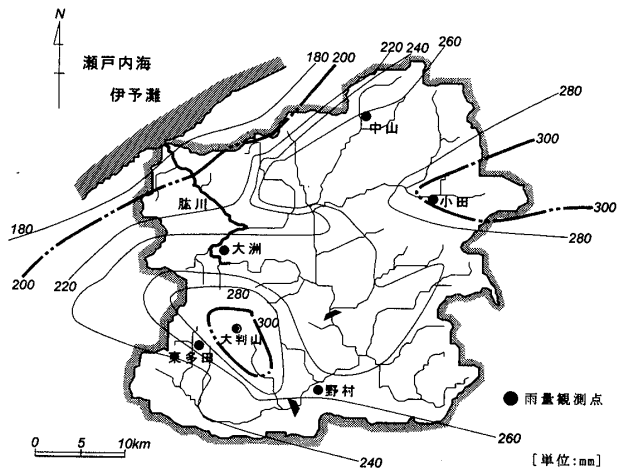 N
瀬戸内海
伊予灘
180
200
220
240
260
280
300
中山
小田
300
280
肱川
180
200
220
大洲
280
300
大判山
東多田
野村
雨量観測点
0 5 10km
260
240
[単位:mm]